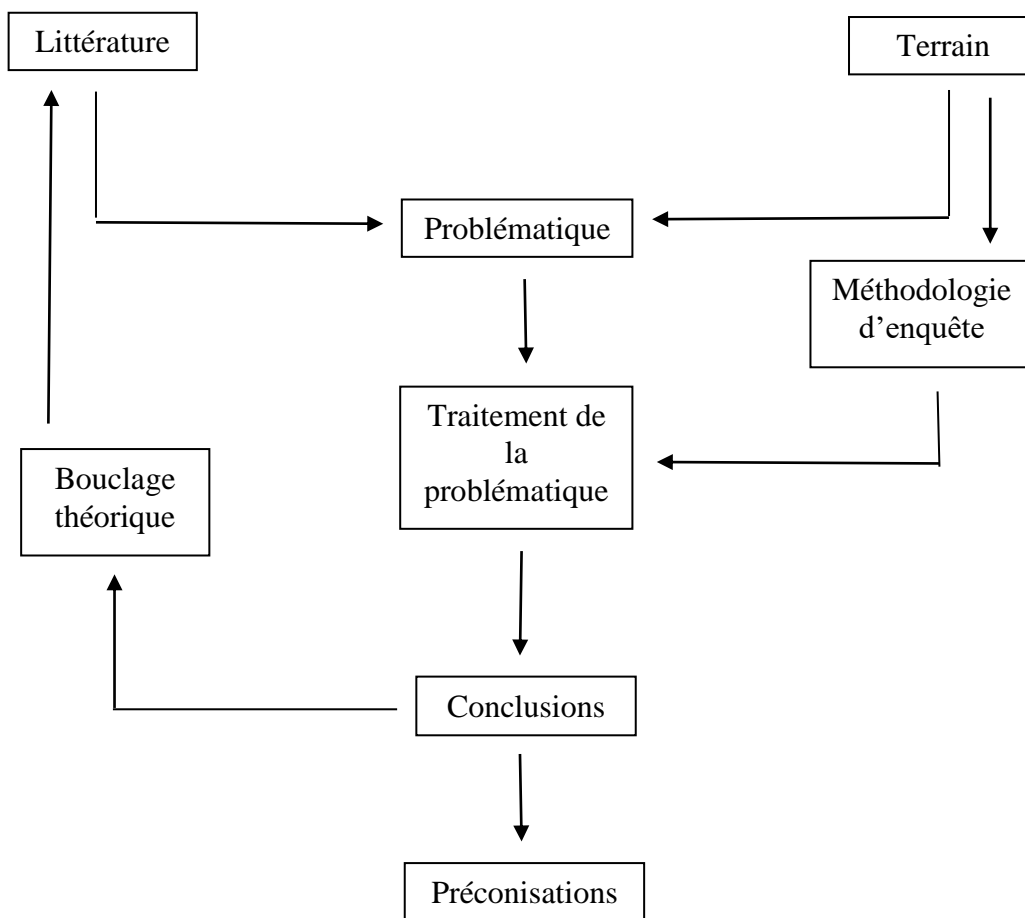 Littérature
Terrain
Problématique
Méthodologie
d’enquête
Traitement de
la
problématique
Bouclage
théorique
Conclusions
Préconisations